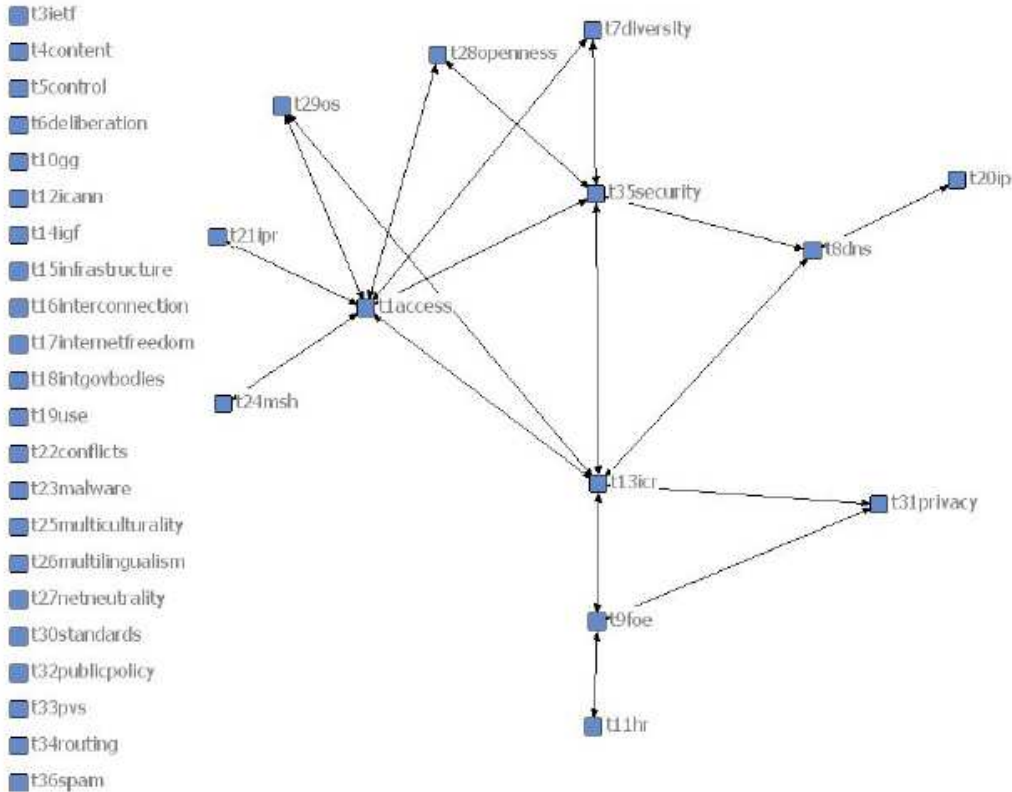 t3ietf
t4content
t5control
t6deliberation
t10gg
t12icann
t14igf
t15infrastructure
t16interconnection
t17internetfreedom
t18intgovbodies
t19use
t22conflicts
t23malware
t25multiculturality
t26multilingualism
t27netneutrality
t30standards
t32publicpolicy
t33pvs
t34routing
t36spam
t7diversity
t28openness
t29os
t20ip
t35security
t21ipr
t8dns
t1access
t24msh
t13icr
t31privacy
t9foe
t11hr